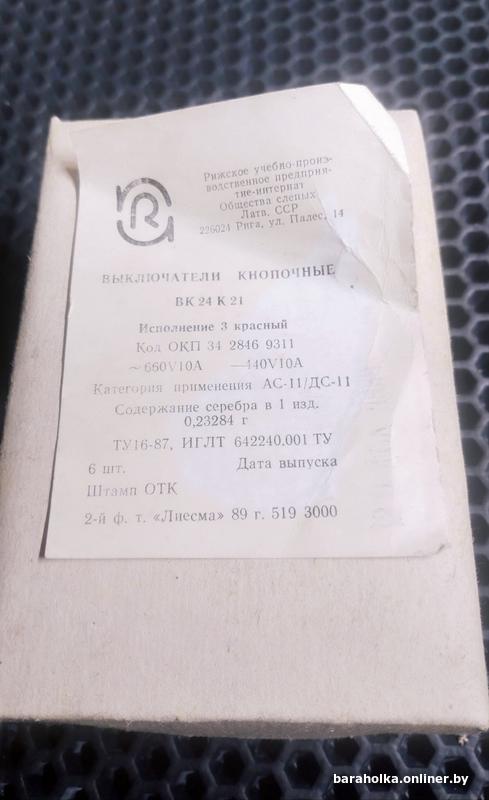 R
Рижское учебно-произ-
водственное предприя-
тие-интернат
Общества слепых
Латв. ССР
226024 Рига, ул. Палес, 14
ВЫКЛЮЧАТЕЛИ КНОПОЧНЫЕ
ВК 24 К 21
Исполнение 3 красный
Код ОКП 34 2846 9311
~660V10A —440V10A
Категория применения АС-11/ДС-11
Содержание серебра в 1 изд.
0,23284 г
ТУ16-87, ИГЛТ 642240.001 ТУ
6 шт. Дата выпуска
Штамп ОТК
2-й ф. т. «Лиесма» 89 г. 519 3000
baraholka.onliner.by